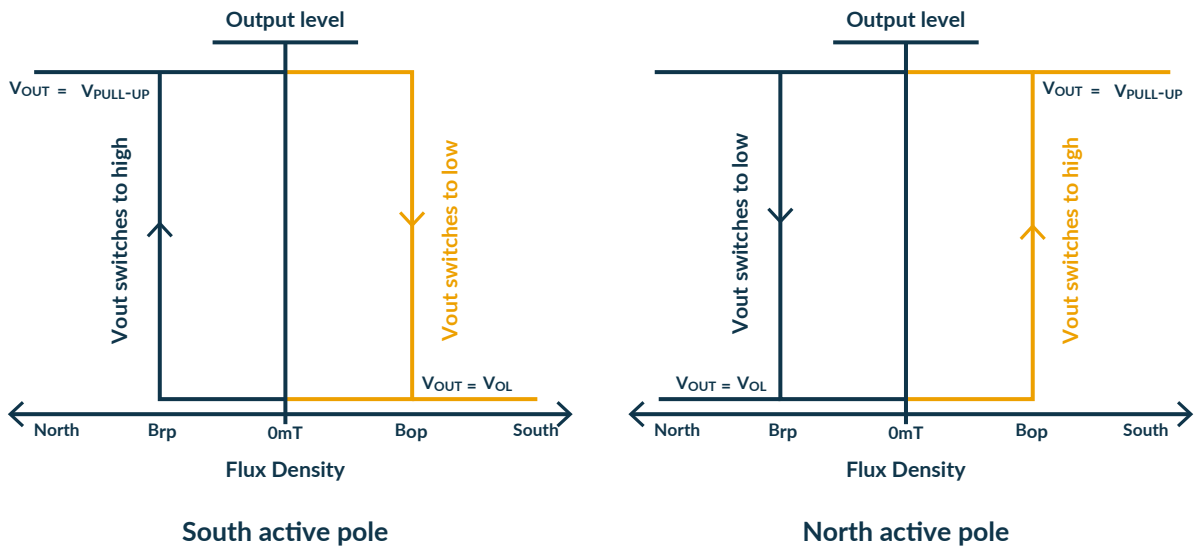 Output level
VOUT = VPULL-UP
Vout switches to high
Vout switches to low
VOUT = VOL
North Brp 0mT Bop South
Flux Density
South active pole
Output level
VOUT = VPULL-UP
Vout switches to low
Vout switches to high
VOUT = VOL
North Brp 0mT Bop South
Flux Density
North active pole